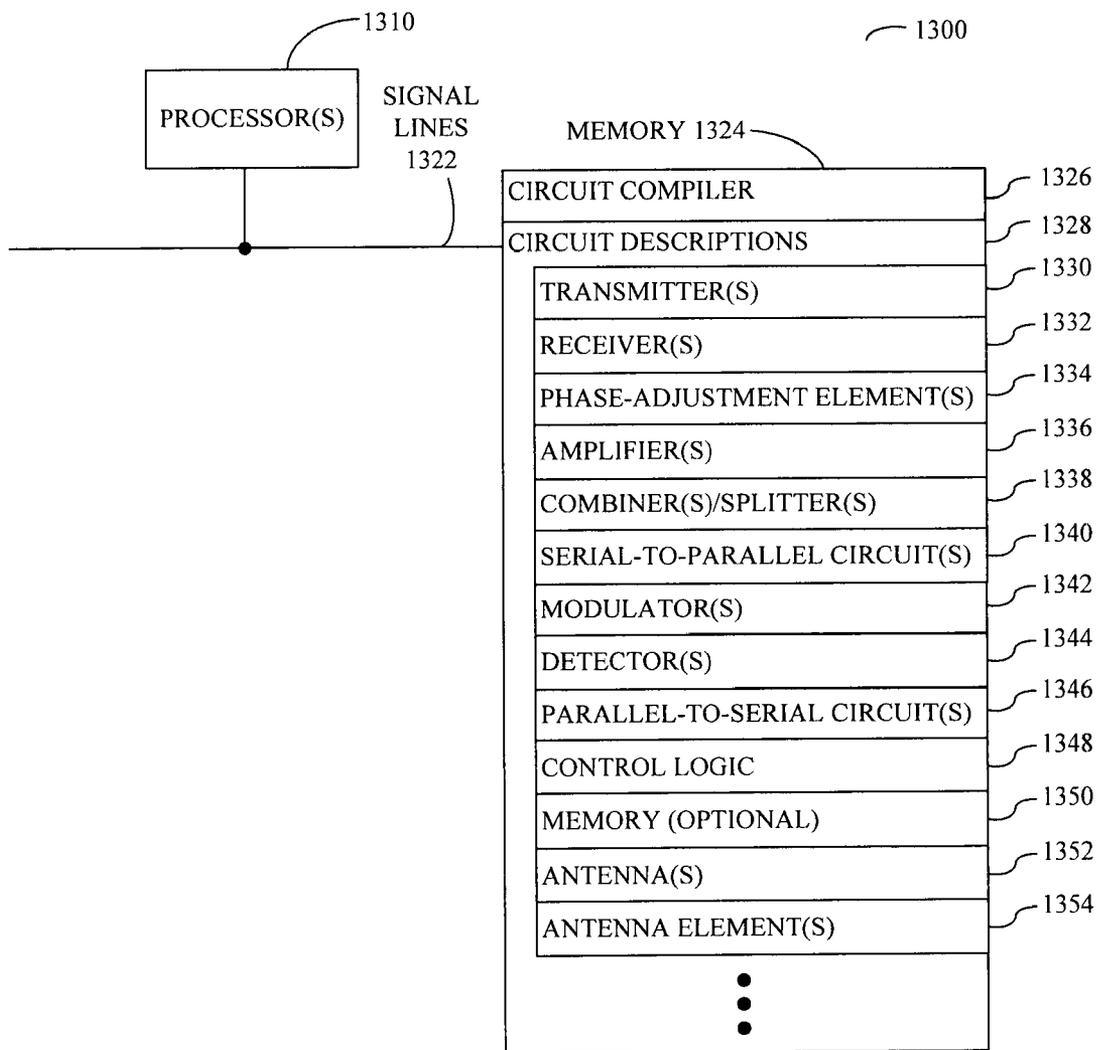 1310
1300
PROCESSOR(S)
SIGNAL
LINES
1322
MEMORY 1324
CIRCUIT COMPILER 1326
CIRCUIT DESCRIPTIONS 1328
TRANSMITTER(S) 1330
RECEIVER(S) 1332
PHASE-ADJUSTMENT ELEMENT(S) 1334
AMPLIFIER(S) 1336
COMBINER(S)/SPLITTER(S) 1338
SERIAL-TO-PARALLEL CIRCUIT(S) 1340
MODULATOR(S) 1342
DETECTOR(S) 1344
PARALLEL-TO-SERIAL CIRCUIT(S) 1346
CONTROL LOGIC 1348
MEMORY (OPTIONAL) 1350
ANTENNA(S) 1352
ANTENNA ELEMENT(S) 1354